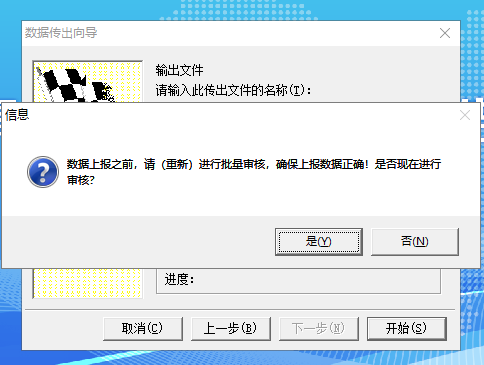 数据传出向导
输出文件
请输入此传出文件的名称(I):
信息
数据上报之前，请（重新）进行批量审核，确保上报数据正确！是否现在进行
审核？
是(Y)
否(N)
进度：
取消(C)
上一步(B)
下一步(N)
开始(S)